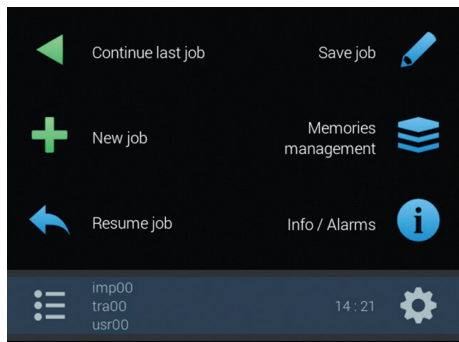 Continue last job
Save job
New job
Memories
management
Resume job
Info / Alarms
imp00
tra00
usr00
14 : 21